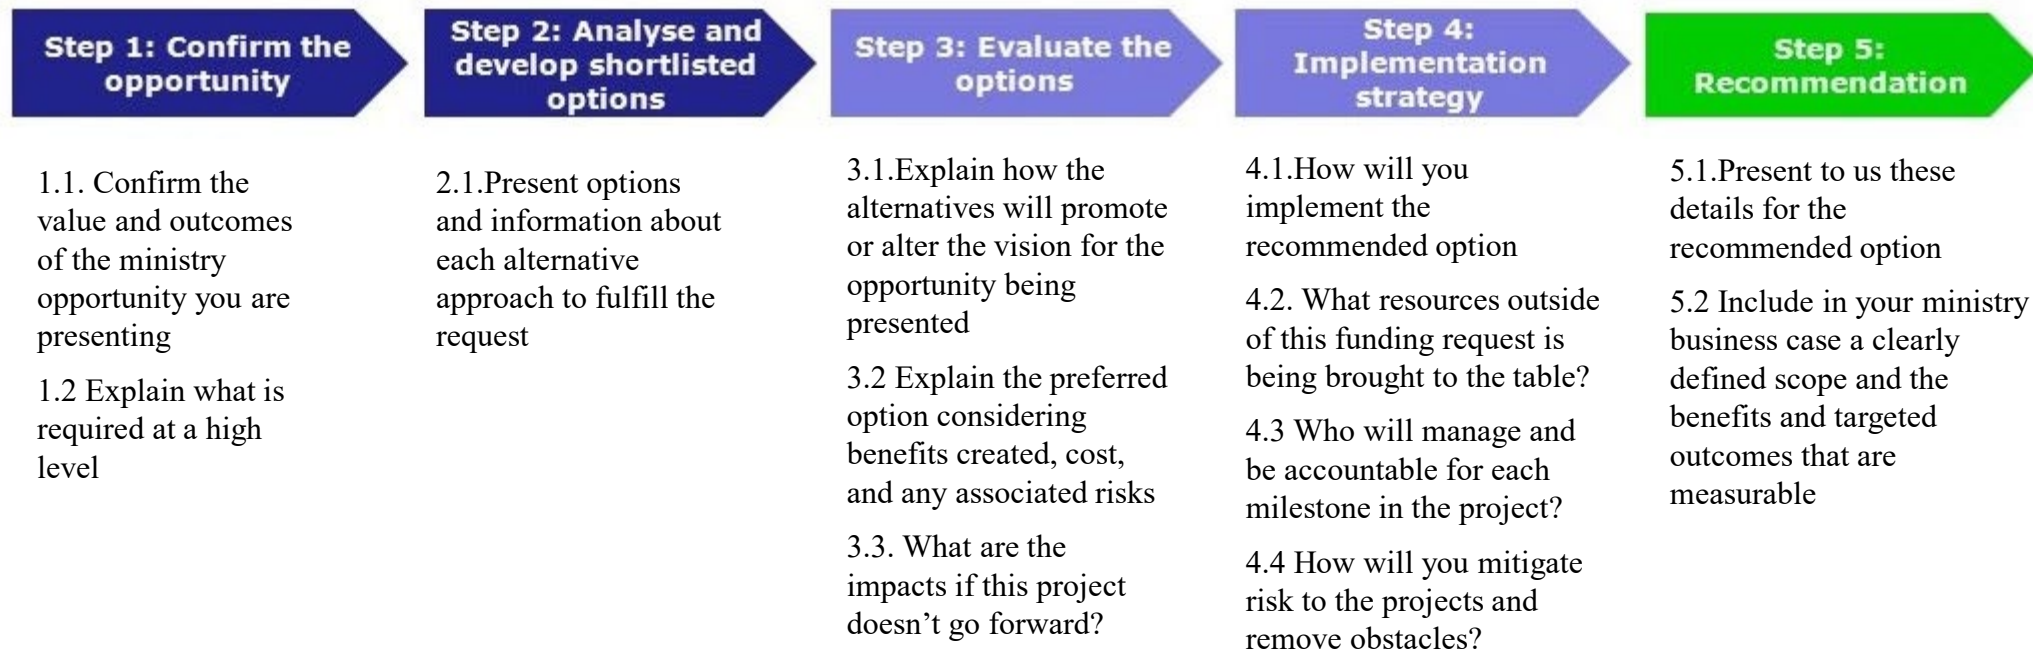 Step 1: Confirm the
opportunity
Step 2: Analyse and
develop shortlisted
options
Step 3: Evaluate the
options
Step 4:
Implementation
strategy
Step 5:
Recommendation
1.1. Confirm the
value and outcomes
of the ministry
opportunity you are
presenting
1.2 Explain what is
required at a high
level
2.1.Present options
and information about
each alternative
approach to fulfill the
request
3.1.Explain how the
alternatives will promote
or alter the vision for the
opportunity being
presented
3.2 Explain the preferred
option considering
benefits created, cost,
and any associated risks
3.3. What are the
impacts if this project
doesn’t go forward?
4.1.How will you
implement the
recommended option
4.2. What resources outside
of this funding request is
being brought to the table?
4.3 Who will manage and
be accountable for each
milestone in the project?
4.4 How will you mitigate
risk to the projects and
remove obstacles?
5.1.Present to us these
details for the
recommended option
5.2 Include in your ministry
business case a clearly
defined scope and the
benefits and targeted
outcomes that are
measurable